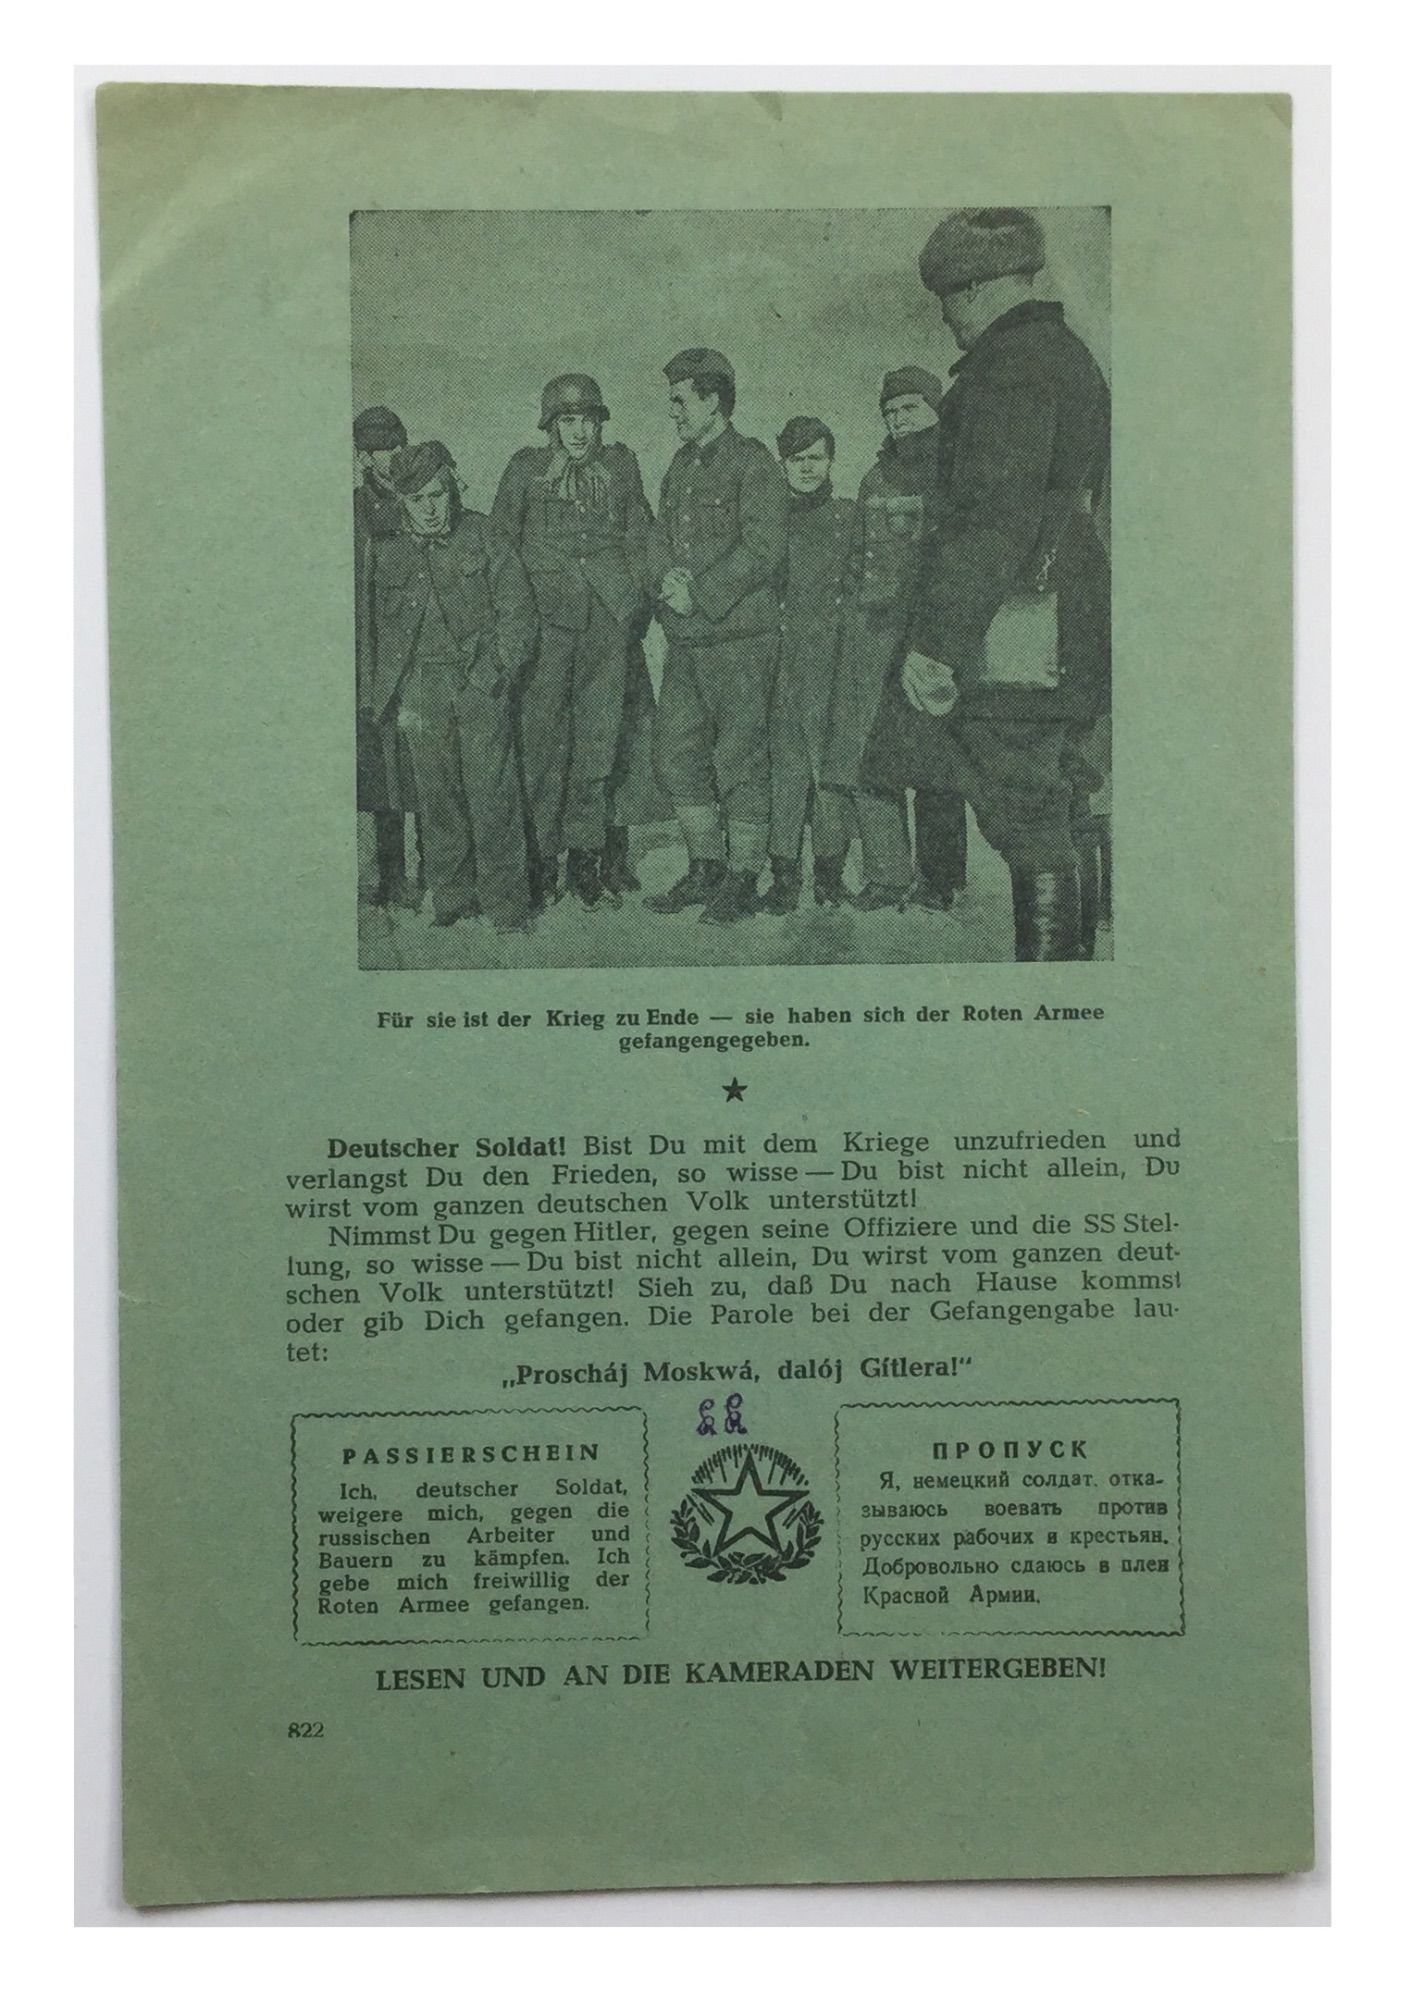 Für sie ist der Krieg zu Ende — sie haben sich der Roten Armee
gefangengegeben.
Deutscher Soldat! Bist Du mit dem Kriege unzufrieden und
verlangst Du den Frieden, so wisse — Du bist nicht allein, Du
wirst vom ganzen deutschen Volk unterstützt!
Nimmst Du gegen Hitler, gegen seine Offiziere und die SS Stel-
lung, so wisse — Du bist nicht allein, Du wirst vom ganzen deut-
schen Volk unterstützt! Sieh zu, daß Du nach Hause kommst
oder gib Dich gefangen. Die Parole bei der Gefangengabe lau-
tet:
„Proscháj Moskwá, dalój Gítlera!“
PASSIERSCHEIN
Ich, deutscher Soldat,
weigere mich, gegen die
russischen Arbeiter und
Bauern zu kämpfen. Ich
gebe mich freiwillig der
Roten Armee gefangen.
ПРОПУСК
Я, немецкий солдат, отка-
зываюсь воевать против
русских рабочих и крестьян.
Добровольно сдаюсь в плен
Красной Армии.
LESEN UND AN DIE KAMERADEN WEITERGEBEN!
822